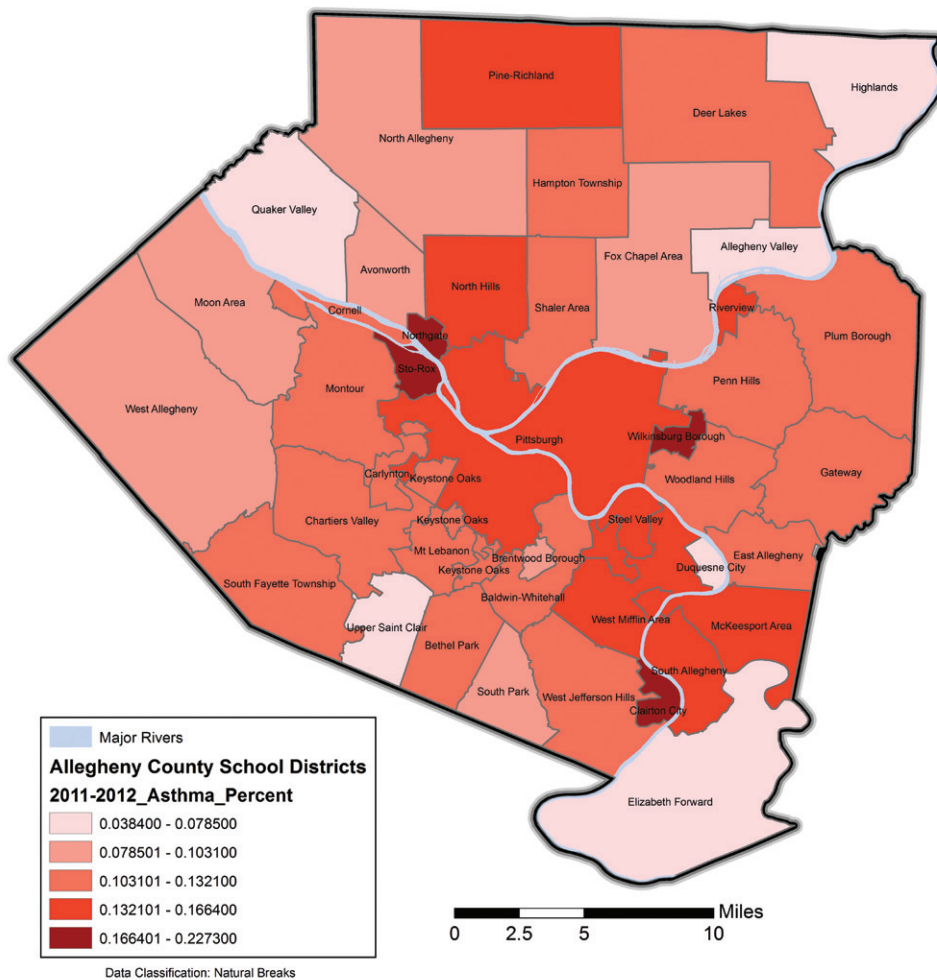 Pine-Richland
Highlands
Deer Lakes
North Allegheny
Hampton Township
Quaker Valley
Allegheny Valley
Fox Chapel Area
Avonworth
Moon Area
North Hills
Riverview
Cornell
Shaler Area
Northgate
Plum Borough
Sto-Rox
Penn Hills
Montour
West Allegheny
Pittsburgh
Wilkinsburg Borough
Carlynton
Keystone Oaks
Woodland Hills
Gateway
Chartiers Valley
Keystone Oaks
Steel Valley
Mt Lebanon
Brentwood Borough
East Allegheny
Keystone Oaks
Duquesne City
South Fayette Township
Baldwin-Whitehall
West Mifflin Area
McKeesport Area
Upper Saint Clair
Bethel Park
South Allegheny
South Park
West Jefferson Hills
Clairton City
Elizabeth Forward
Major Rivers
Allegheny County School Districts
2011-2012_Asthma_Percent
0.038400 - 0.078500
0.078501 - 0.103100
0.103101 - 0.132100
0.132101 - 0.166400
0.166401 - 0.227300
Data Classification: Natural Breaks
Miles
0 2.5 5 10